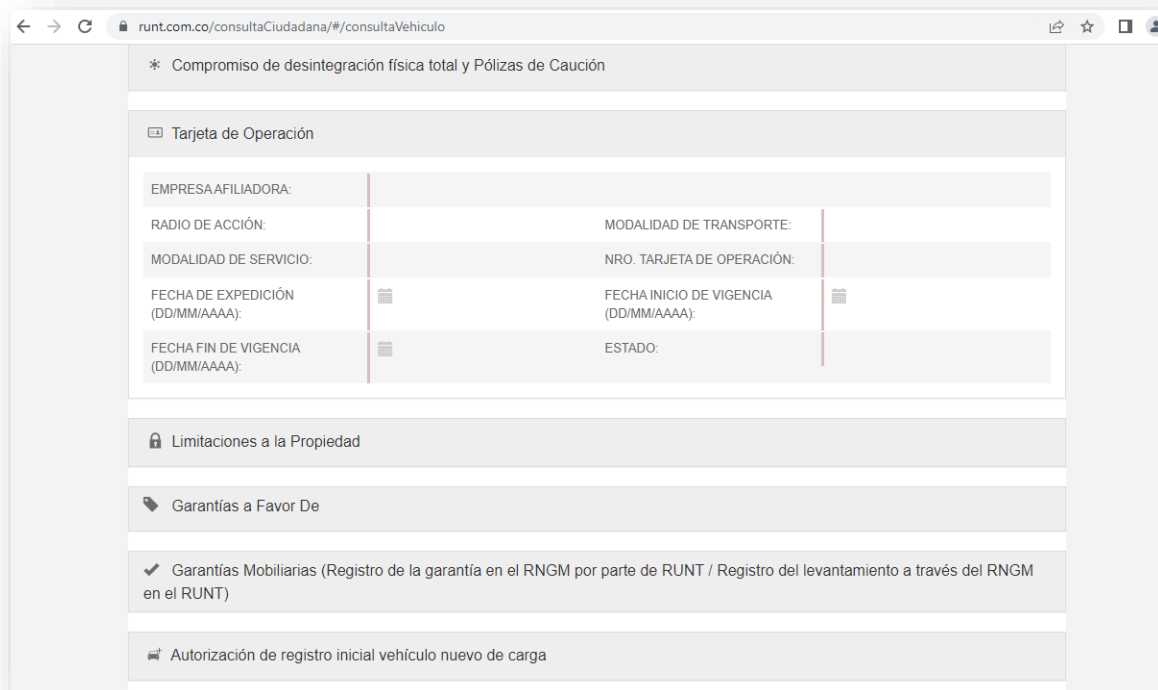 runt.com.co/consultaCiudadana/#/consultaVehiculo
Compromiso de desintegración física total y Pólizas de Caución
Tarjeta de Operación
EMPRESA AFILIADORA:
RADIO DE ACCIÓN:
MODALIDAD DE TRANSPORTE:
MODALIDAD DE SERVICIO:
NRO. TARJETA DE OPERACIÓN:
FECHA DE EXPEDICIÓN
(DD/MM/AAAA):
FECHA INICIO DE VIGENCIA
(DD/MM/AAAA):
FECHA FIN DE VIGENCIA
(DD/MM/AAAA):
ESTADO:
Limitaciones a la Propiedad
Garantías a Favor De
Garantías Mobiliarias (Registro de la garantía en el RNGM por parte de RUNT / Registro del levantamiento a través del RNGM
en el RUNT)
Autorización de registro inicial vehículo nuevo de carga